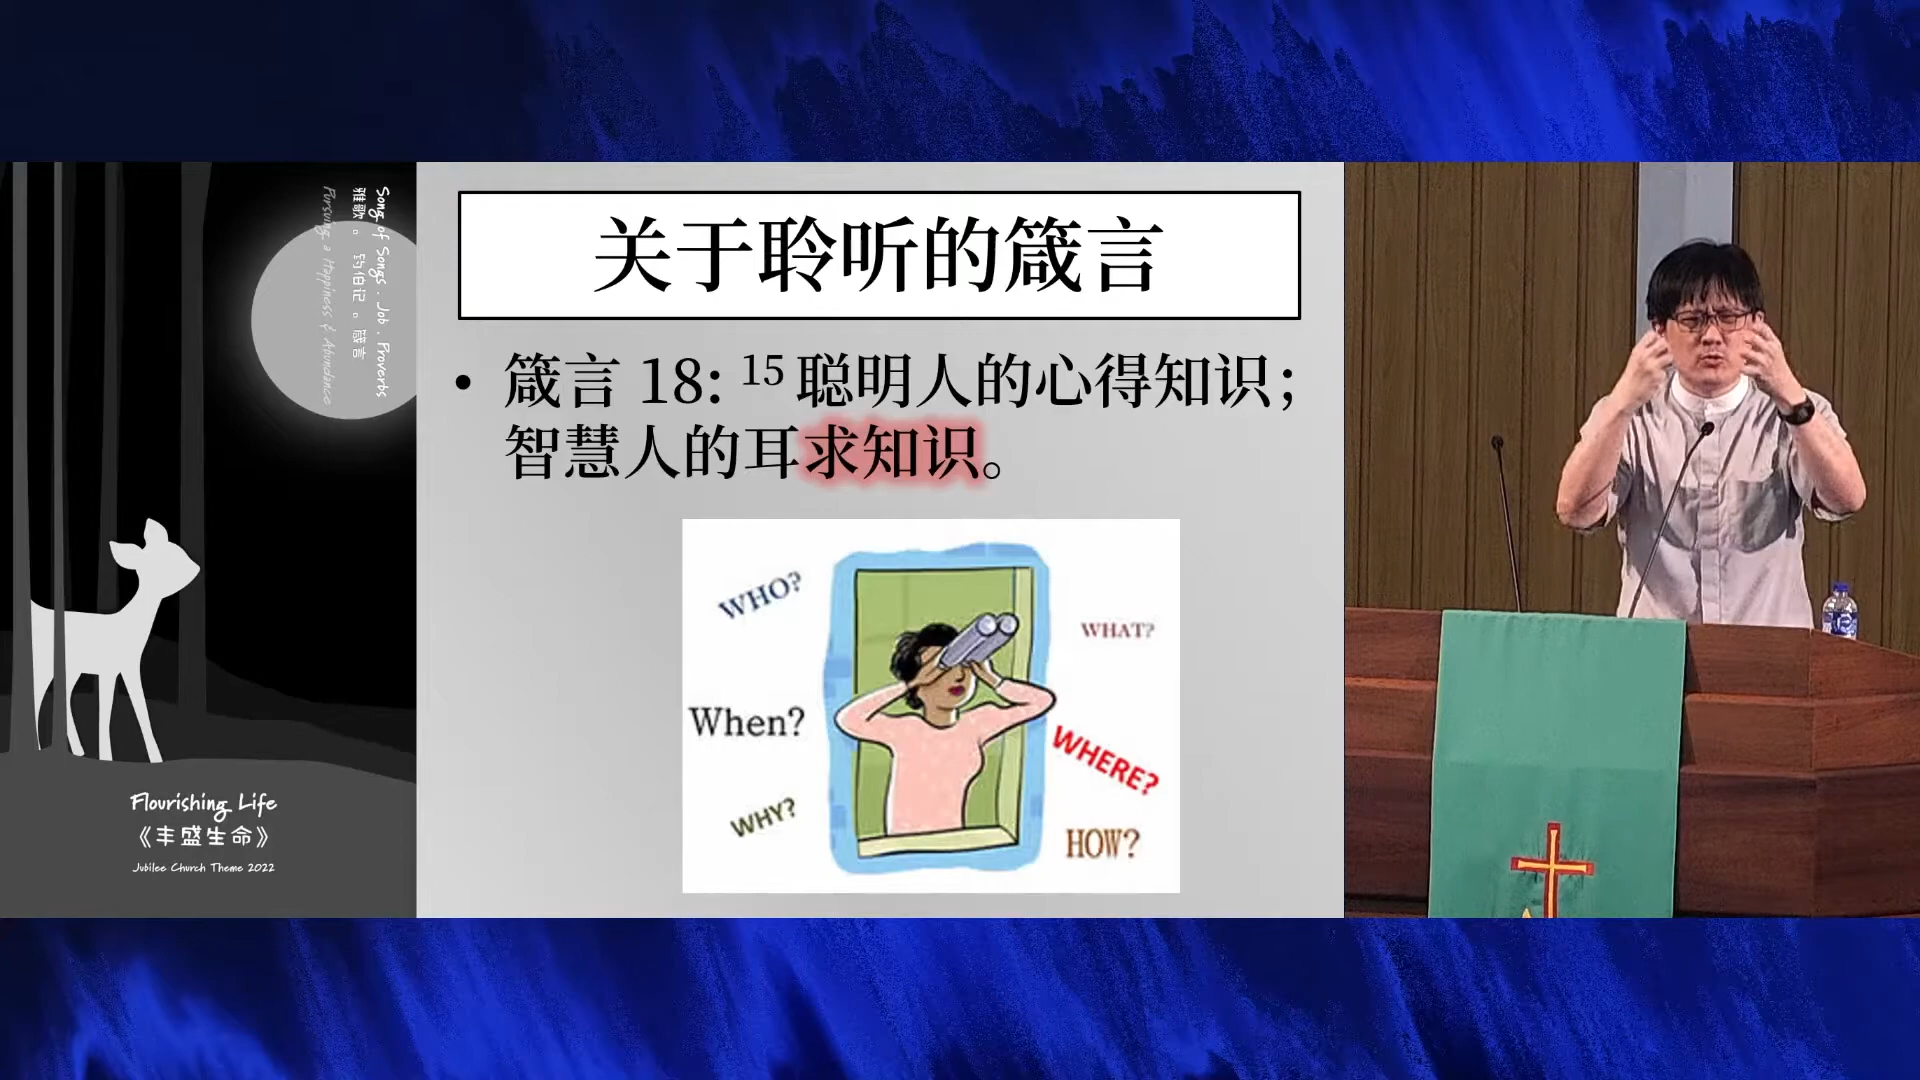 Song of Songs . Job . Proverbs
雅歌 。 约伯记 。 箴言
Pursuing a Happiness & Abundance
Flourishing Life
《丰盛生命》
Jubilee Church Theme 2022
关于聆听的箴言
• 箴言 18: 15 聪明人的心得知识；
智慧人的耳求知识。
WHO?
WHAT?
When?
WHERE?
WHY?
HOW?